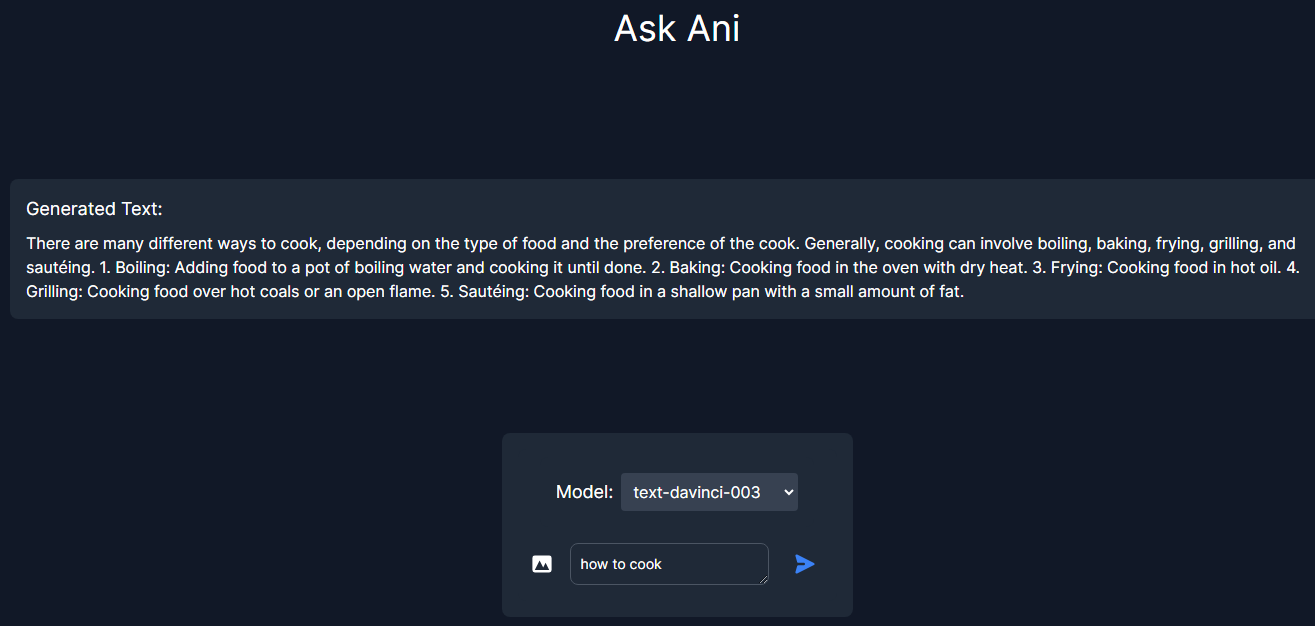 Ask Ani
Generated Text:
There are many different ways to cook, depending on the type of food and the preference of the cook. Generally, cooking can involve boiling, baking, frying, grilling, and
sautéing. 1. Boiling: Adding food to a pot of boiling water and cooking it until done. 2. Baking: Cooking food in the oven with dry heat. 3. Frying: Cooking food in hot oil. 4.
Grilling: Cooking food over hot coals or an open flame. 5. Sautéing: Cooking food in a shallow pan with a small amount of fat.
Model: text-davinci-003
how to cook